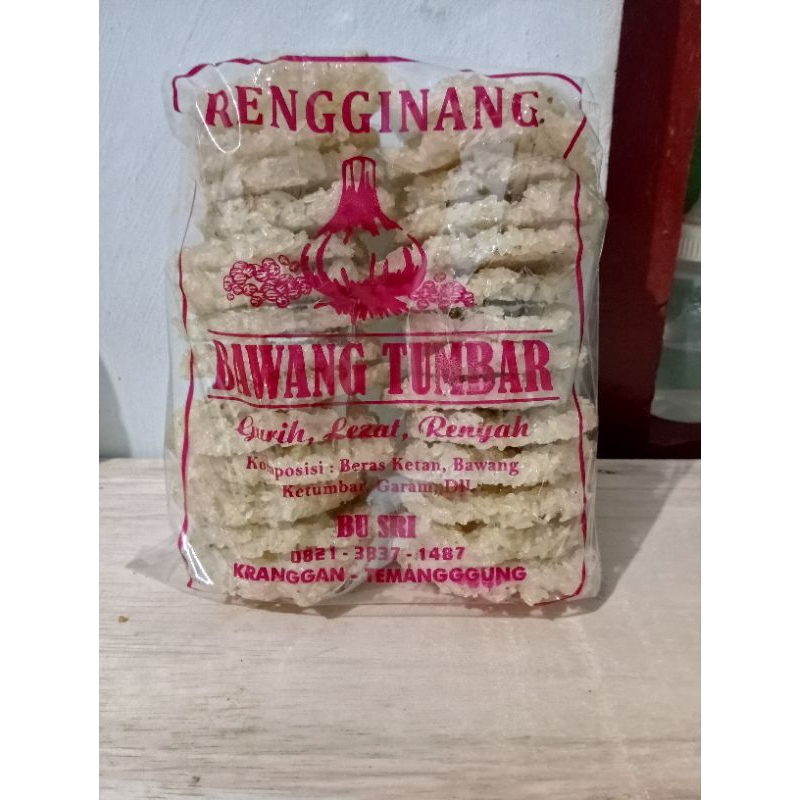 RENGGINANG
BAWANG TUMBAR
Gurih, Lezat, Renyah
Komposisi : Beras Ketan, Bawang
Ketumbar, Garam, Dll.
BU SRI
0821 - 3837 - 1487
KRANGGAN - TEMANGGGUNG